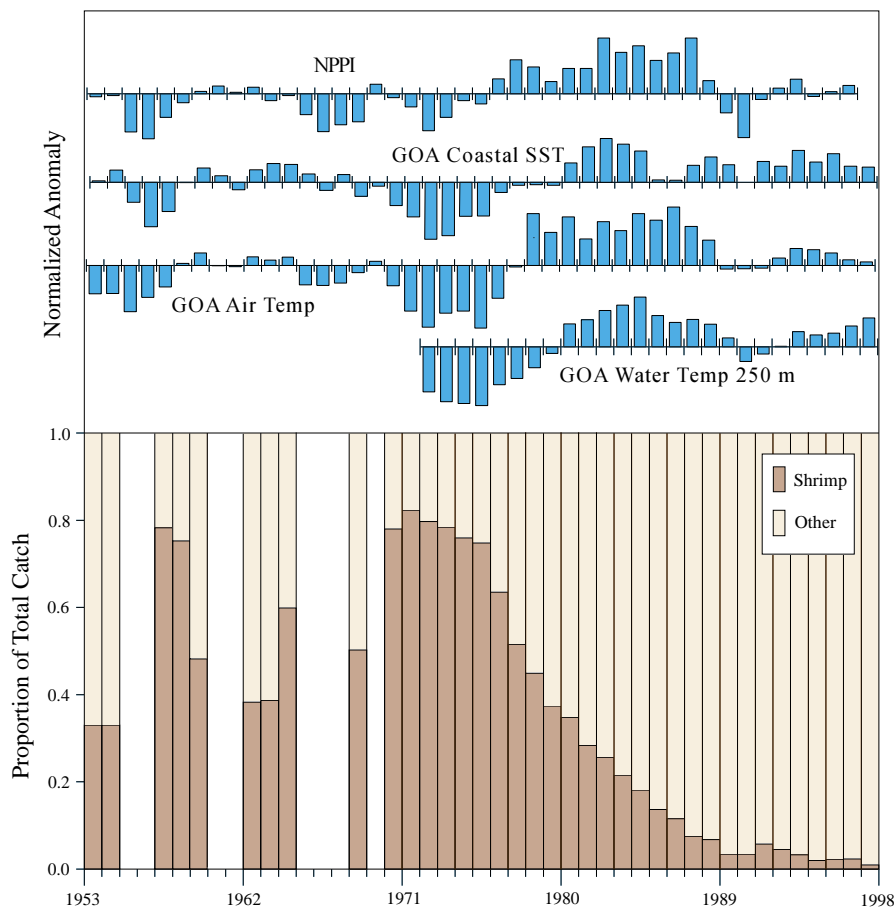 NPPI
GOA Coastal SST
GOA Air Temp
GOA Water Temp 250 m
Normalized Anomaly
1.0
0.8
0.6
0.4
0.2
0.0
Proportion of Total Catch
Shrimp
Other
1953 1962 1971 1980 1989 1998